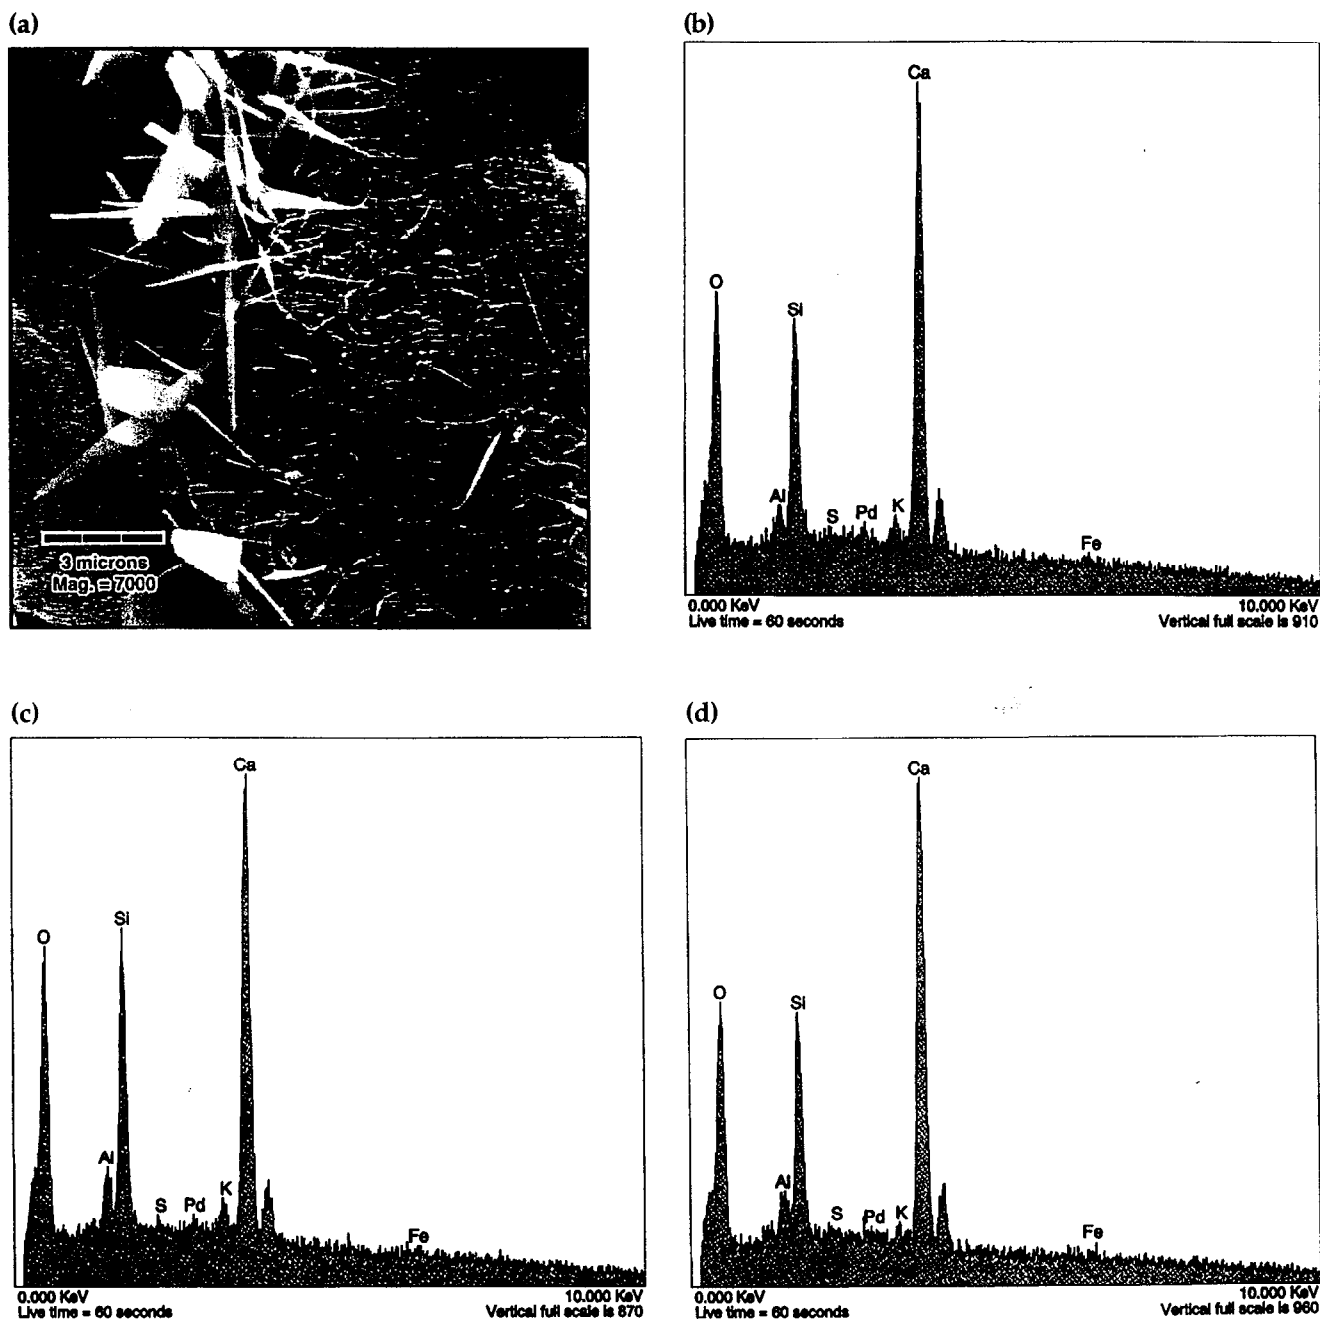 (a)
3 microns
Mag. = 7000
(b)
Ca
O
Si
Al
S
Pd
K
Fe
0.000 KeV
10.000 KeV
Live time = 60 seconds
Vertical full scale is 910
(c)
Ca
Si
O
Al
S
Pd
K
Fe
0.000 KeV
10.000 KeV
Live time = 60 seconds
Vertical full scale is 870
(d)
Ca
O
Si
Al
S
Pd
K
Fe
0.000 KeV
10.000 KeV
Live time = 60 seconds
Vertical full scale is 960